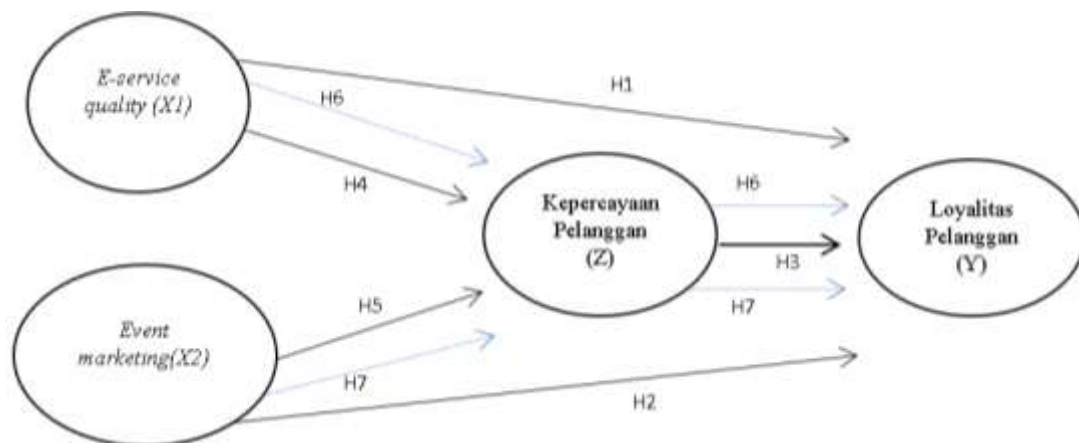 E-service
quality (X1)
H1
H6
H4
Kepercayaan
Pelanggan
(Z)
H6
H3
H7
Loyalitas
Pelanggan
(Y)
H5
Event
marketing(X2)
H7
H2